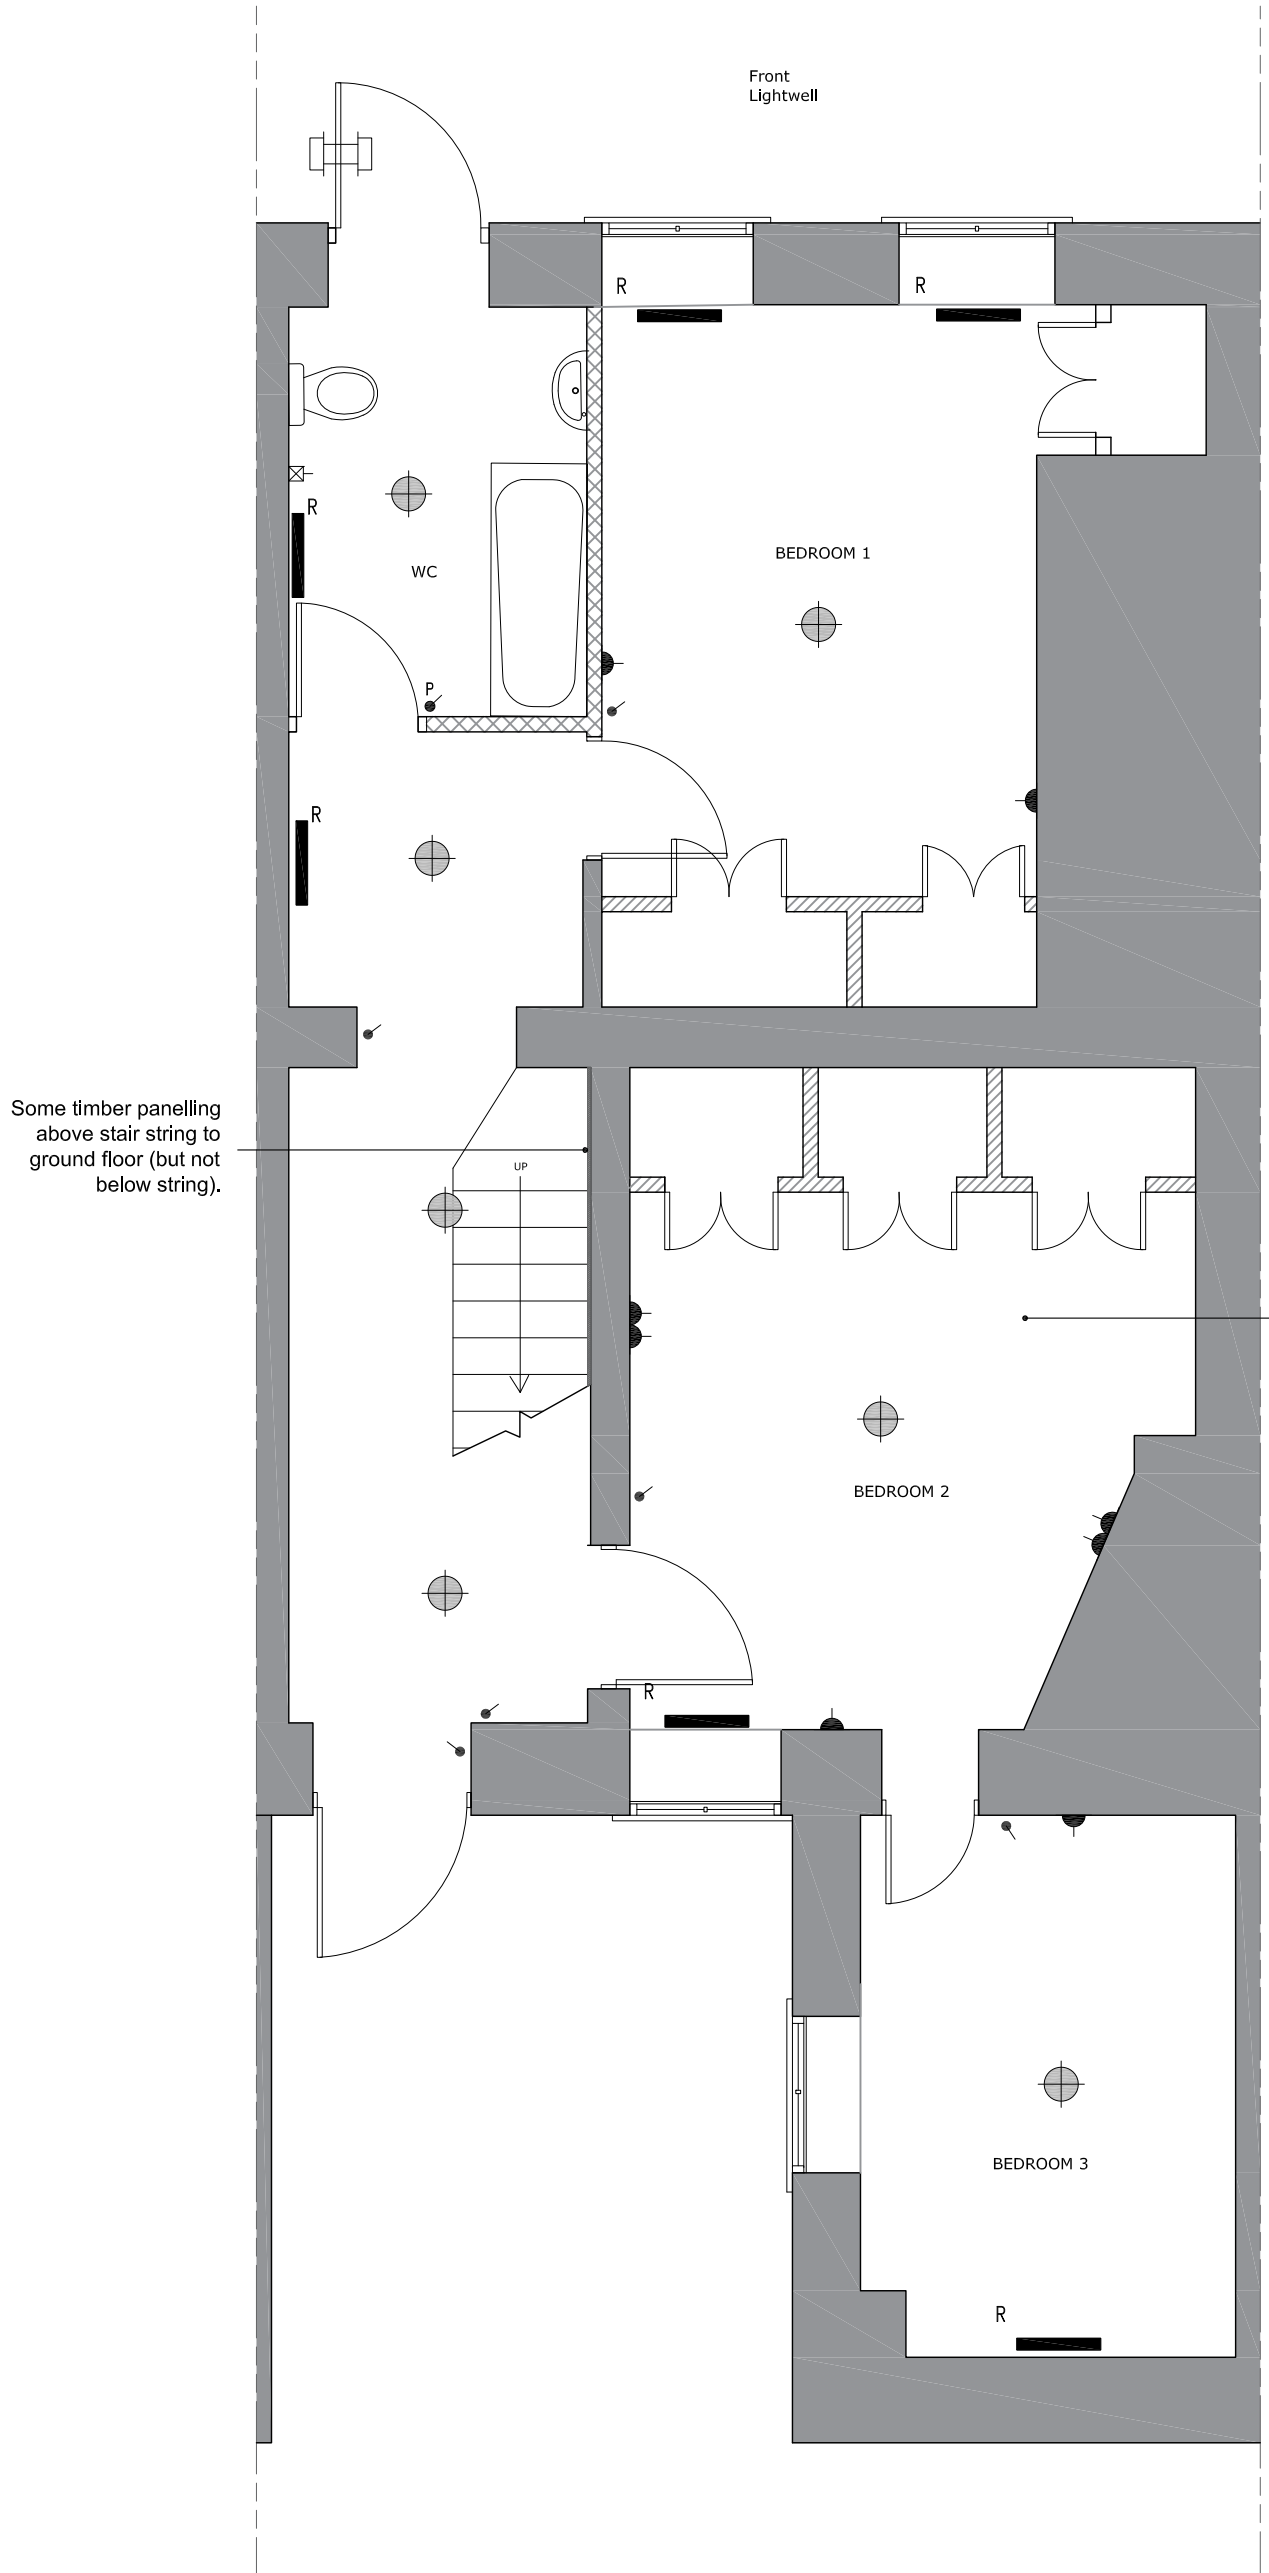 Front
Lightwell
R
R
R
BEDROOM 1
WC
P
R
Some timber panelling
above stair string to
ground floor (but not
below string).
UP
BEDROOM 2
R
BEDROOM 3
R